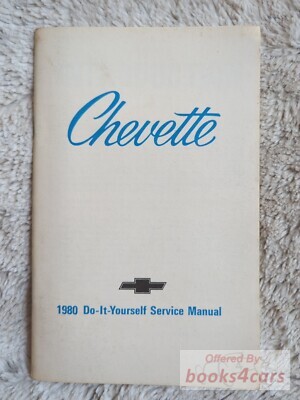 Chevette
1980 Do-It-Yourself Service Manual
Offered By
books4cars